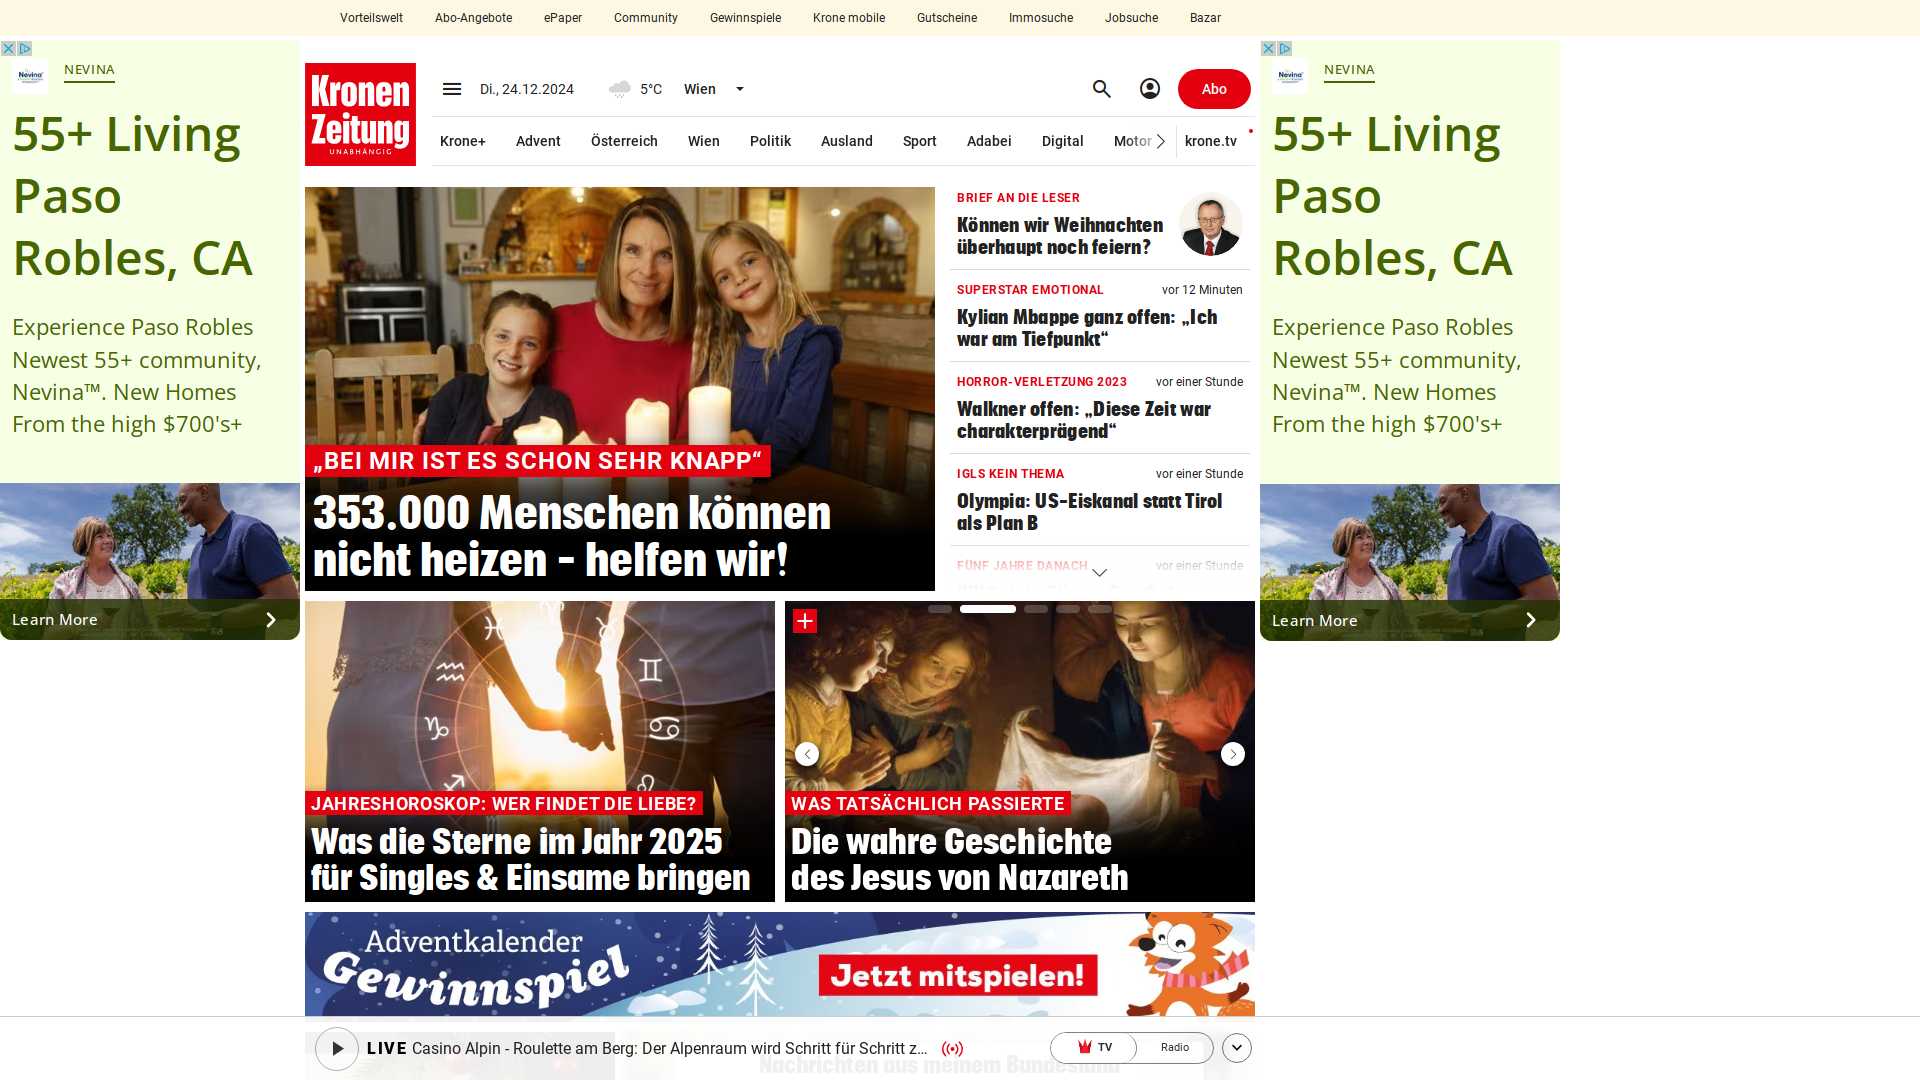 Vorteilswelt Abo-Angebote ePaper Community Gewinnspiele Krone mobile Gutscheine Immosuche Jobsuche Bazar
Nevina
NEVINA
55+ Living
Paso
Robles, CA
Experience Paso Robles
Newest 55+ community,
Nevina™. New Homes
From the high $700's+
Learn More
Kronen
Zeitung
UNABHÄNGIG
Di., 24.12.2024 5°C Wien Abo
Krone+ Advent Österreich Wien Politik Ausland Sport Adabei Digital Motor krone.tv
„BEI MIR IST ES SCHON SEHR KNAPP“
353.000 Menschen können
nicht heizen – helfen wir!
BRIEF AN DIE LESER
Können wir Weihnachten
überhaupt noch feiern?
SUPERSTAR EMOTIONAL vor 12 Minuten
Kylian Mbappe ganz offen: „Ich
war am Tiefpunkt“
HORROR-VERLETZUNG 2023 vor einer Stunde
Walkner offen: „Diese Zeit war
charakterprägend“
IGLS KEIN THEMA vor einer Stunde
Olympia: US-Eiskanal statt Tirol
als Plan B
FÜNF JAHRE DANACH vor einer Stunde
JAHRESHOROSKOP: WER FINDET DIE LIEBE?
Was die Sterne im Jahr 2025
für Singles & Einsame bringen
WAS TATSÄCHLICH PASSIERTE
Die wahre Geschichte
des Jesus von Nazareth
Adventkalender
Gewinnspiel
Jetzt mitspielen!
LIVE Casino Alpin - Roulette am Berg: Der Alpenraum wird Schritt für Schritt z... TV Radio
Nachrichten aus meinem Bundesland
Nevina
NEVINA
55+ Living
Paso
Robles, CA
Experience Paso Robles
Newest 55+ community,
Nevina™. New Homes
From the high $700's+
Learn More